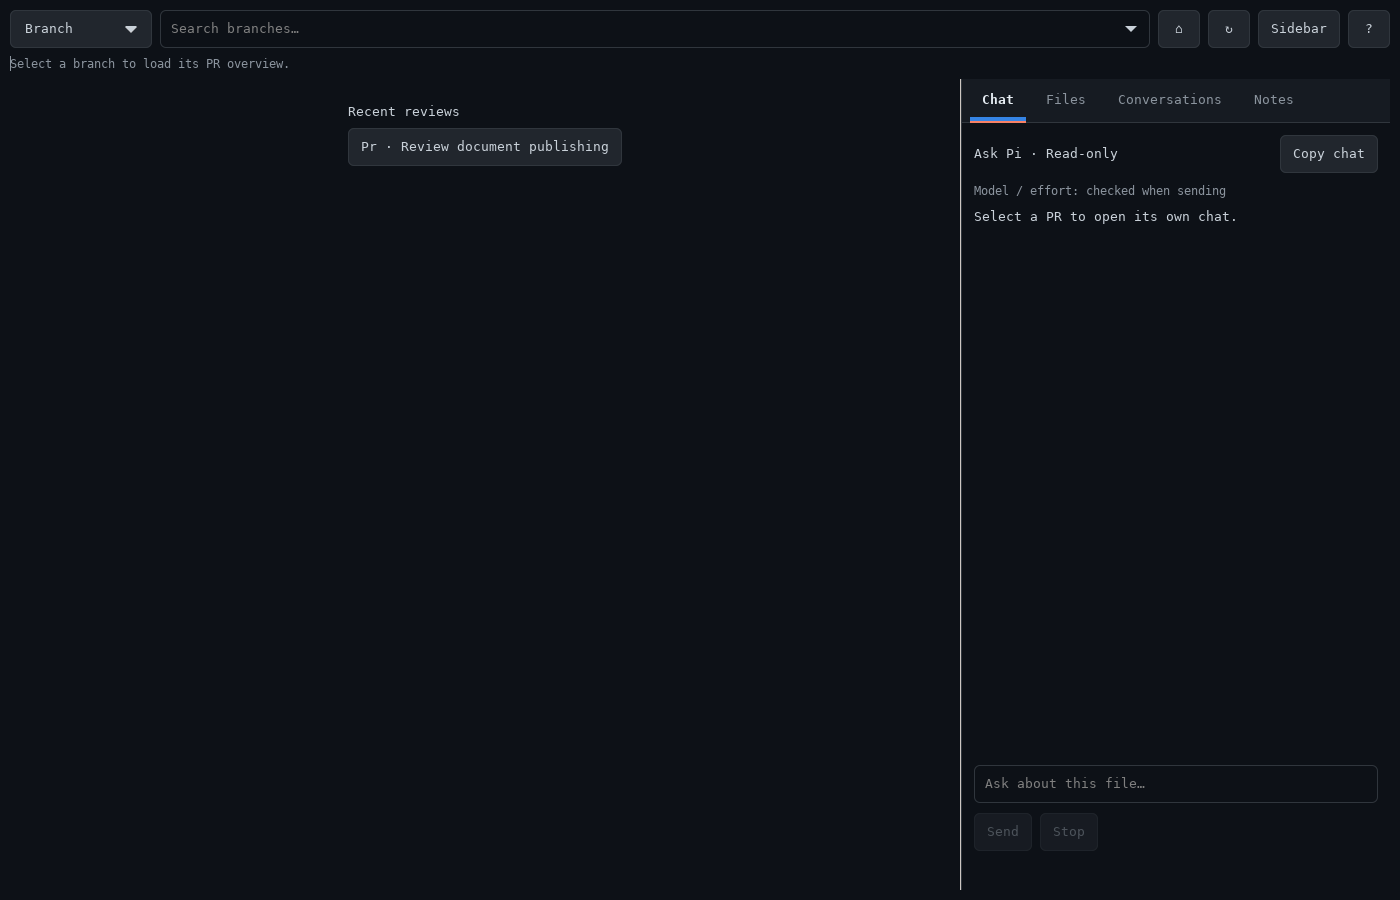 Branch
Search branches…
⌂
↻
Sidebar
?
Select a branch to load its PR overview.
Recent reviews
Pr · Review document publishing
Chat
Files
Conversations
Notes
Ask Pi · Read-only
Copy chat
Model / effort: checked when sending
Select a PR to open its own chat.
Ask about this file…
Send
Stop